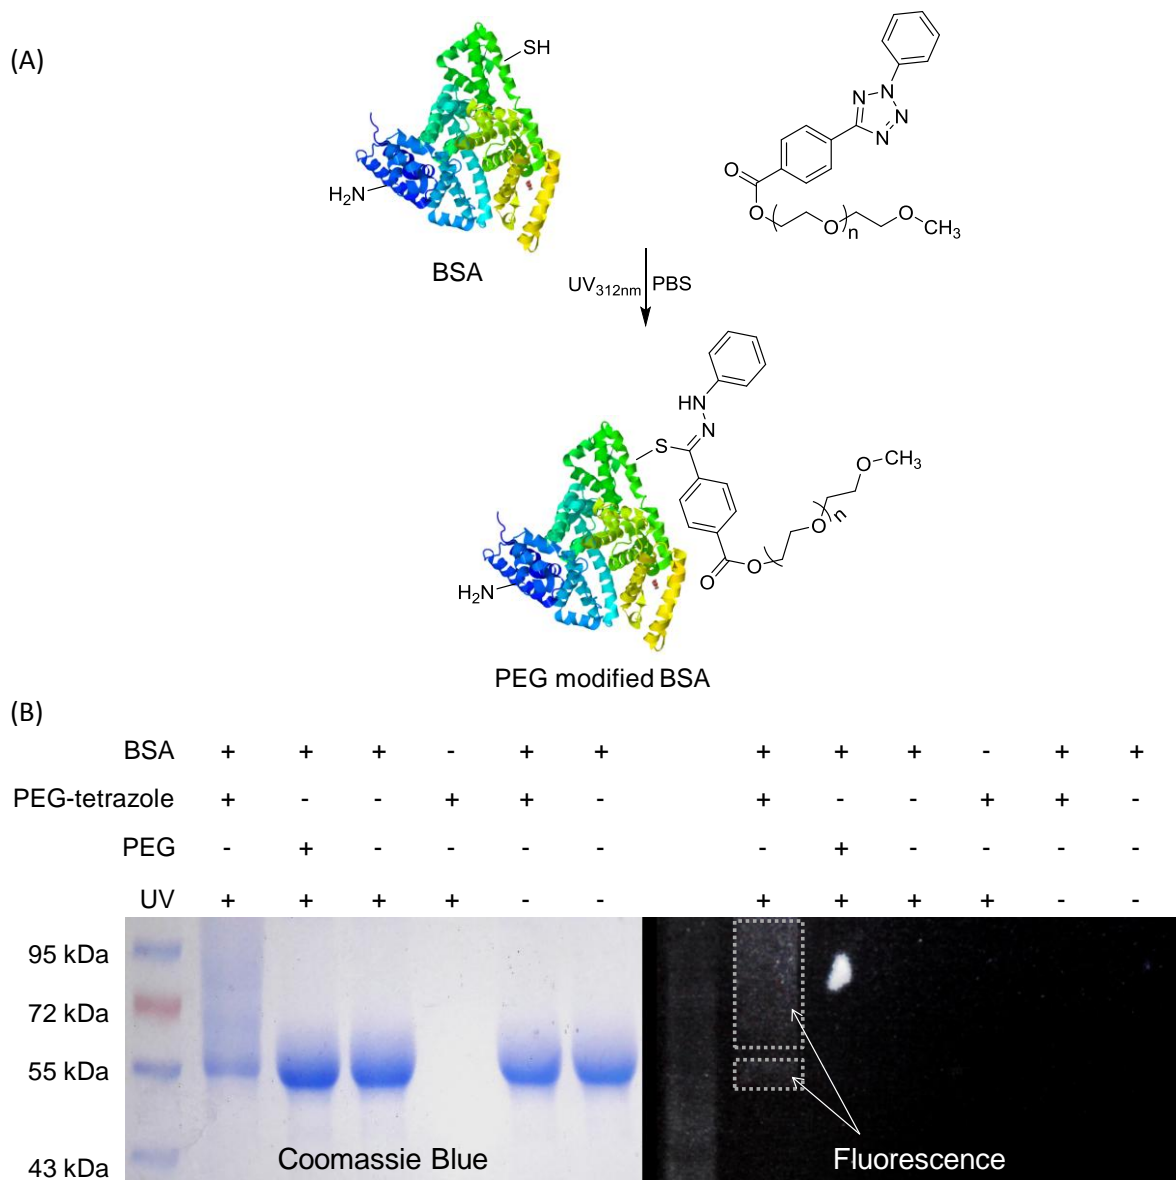 (A)
SH
H₂N
BSA
N
N
N
N
N
O
O
O
n
O
CH₃
UV₃₁₂ₙₘ PBS
HN
N
S
O
CH₃
O
n
O
O
H₂N
PEG modified BSA
(B)
BSA + + + - + + + + + - + +
PEG-tetrazole + - - + + - + - - + + -
PEG - + - - - - - + - - - -
UV + + + + - - + + + + - -
95 kDa
72 kDa
55 kDa
43 kDa
Coomassie Blue
Fluorescence